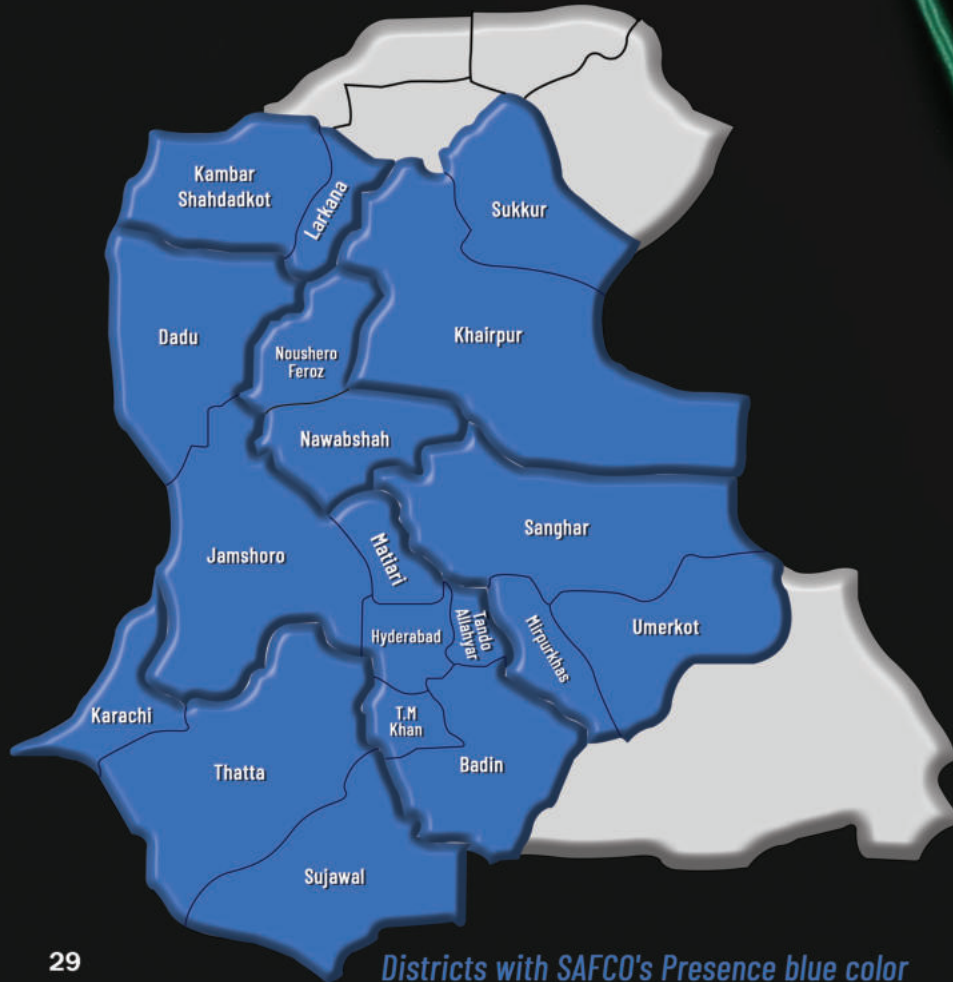 Kambar
Shahdadkot
Larkana
Sukkur
Dadu
Noushero
Feroz
Khairpur
Nawabshah
Sanghar
Jamshoro
Matiari
Hyderabad
Tando
Allahyar
Mirpurkhas
Umerkot
Karachi
T.M
Khan
Thatta
Badin
Sujawal
29
Districts with SAFCO's Presence blue color